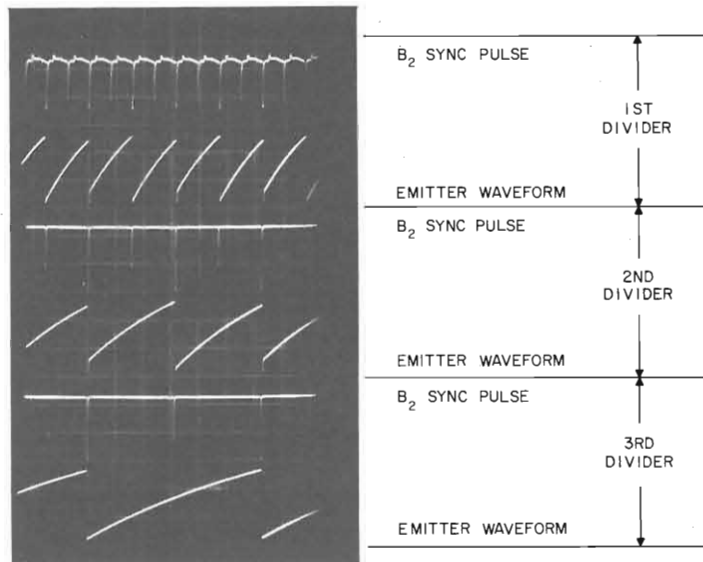 B₂ SYNC PULSE
1ST
DIVIDER
EMITTER WAVEFORM
B₂ SYNC PULSE
2ND
DIVIDER
EMITTER WAVEFORM
B₂ SYNC PULSE
3RD
DIVIDER
EMITTER WAVEFORM